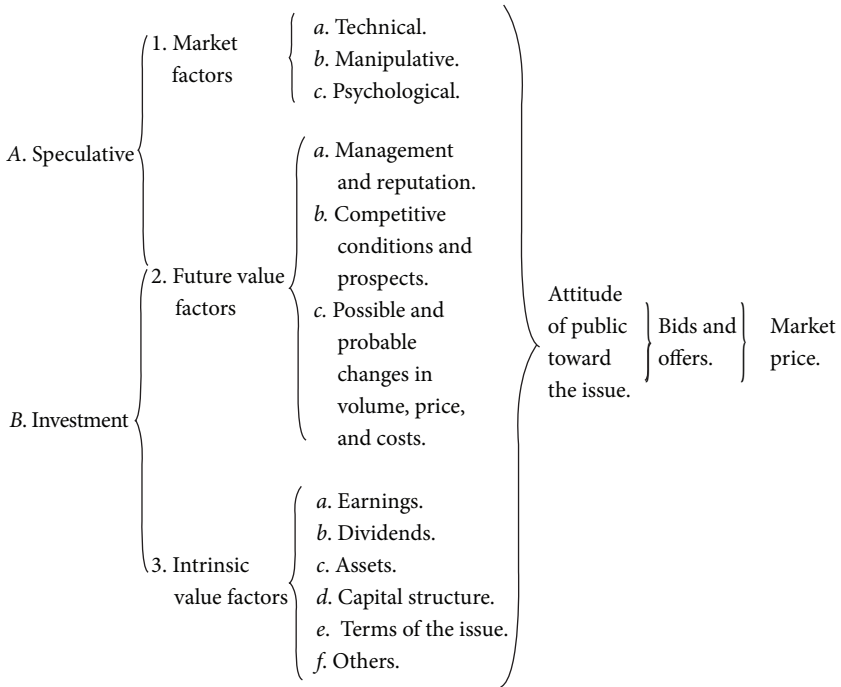 A. Speculative
1. Market
factors
a. Technical.
b. Manipulative.
c. Psychological.
2. Future value
factors
a. Management
and reputation.
b. Competitive
conditions and
prospects.
c. Possible and
probable
changes in
volume, price,
and costs.
B. Investment
3. Intrinsic
value factors
a. Earnings.
b. Dividends.
c. Assets.
d. Capital structure.
e. Terms of the issue.
f. Others.
Attitude
of public
toward
the issue.
Bids and
offers.
Market
price.